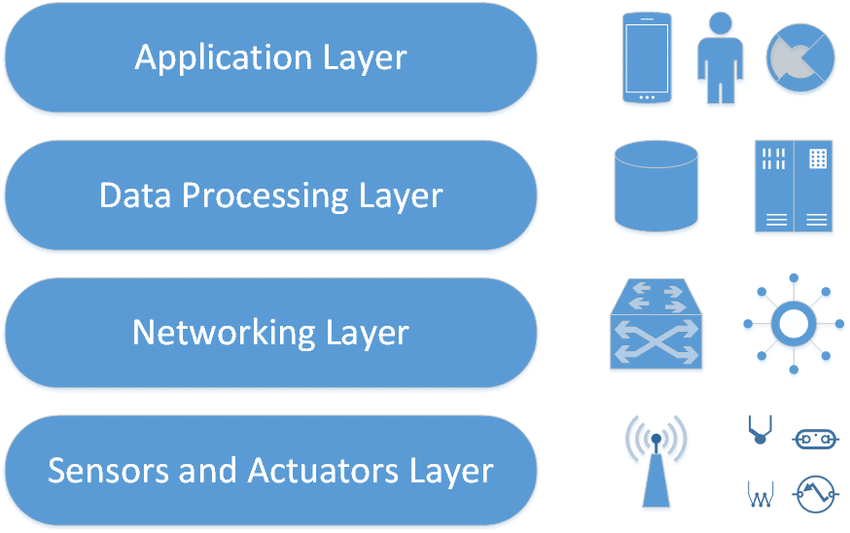 Application Layer
Data Processing Layer
Networking Layer
Sensors and Actuators Layer